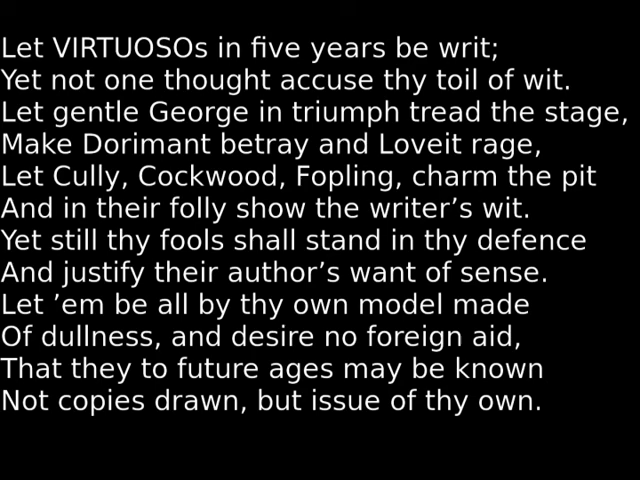 Let VIRTUOSOs in five years be writ;
Yet not one thought accuse thy toil of wit.
Let gentle George in triumph tread the stage,
Make Dorimant betray and Loveit rage,
Let Cully, Cockwood, Fopling, charm the pit
And in their folly show the writer’s wit.
Yet still thy fools shall stand in thy defence
And justify their author’s want of sense.
Let ’em be all by thy own model made
Of dullness, and desire no foreign aid,
That they to future ages may be known
Not copies drawn, but issue of thy own.